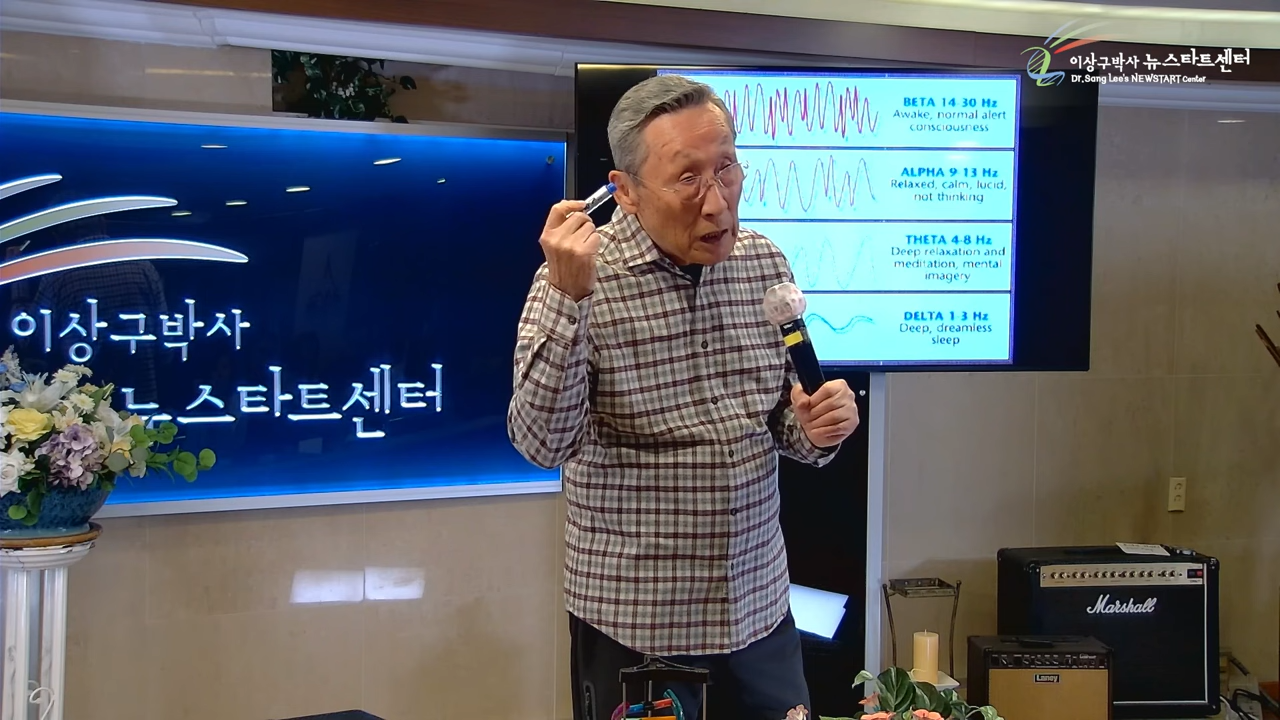 이상구박사 뉴스타트센터
Dr. Sang Lee's NEWSTART Center
BETA 14-30 Hz
Awake, normal alert
consciousness
ALPHA 9-13 Hz
Relaxed, calm, lucid,
not thinking
THETA 4-8 Hz
Deep relaxation and
meditation, mental
imagery
DELTA 1-3 Hz
Deep, dreamless
sleep
이상구박사
뉴스타트센터
Marshall
Laney